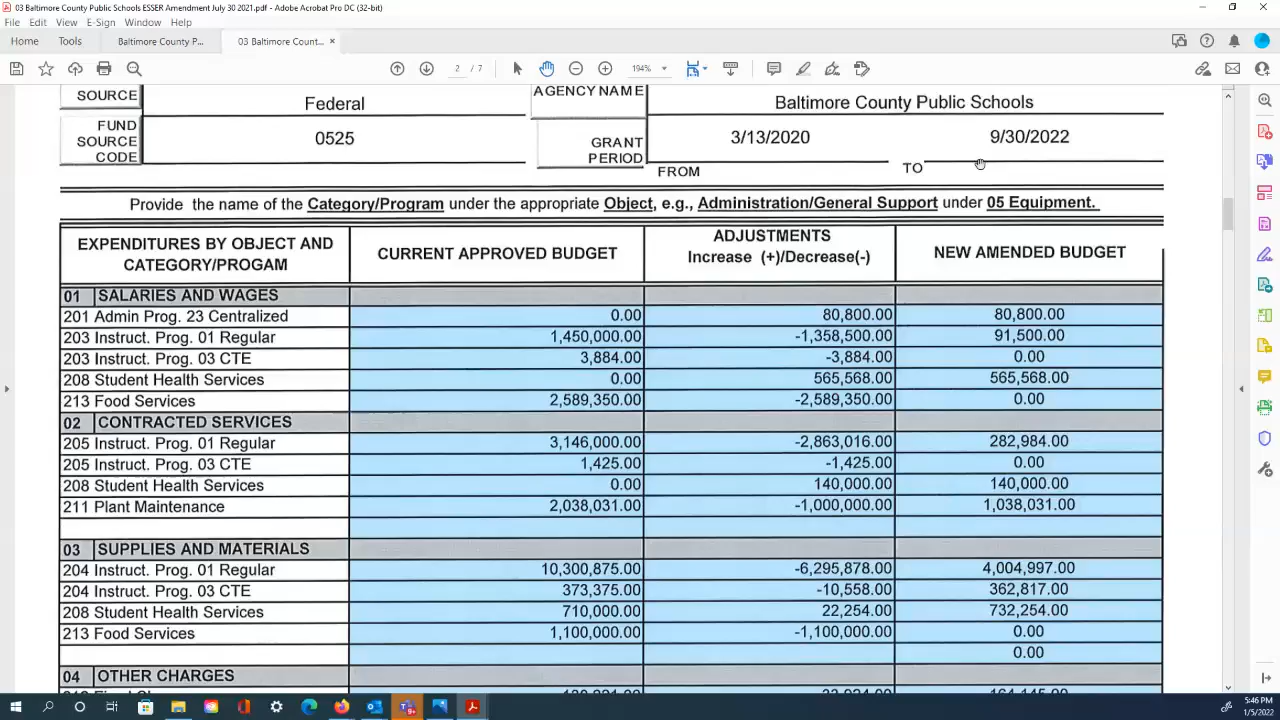 03 Baltimore County Public Schools ESSER Amendment July 30 2021.pdf - Adobe Acrobat Pro DC (32-bit)
File Edit View E-Sign Window Help
Home Tools Baltimore County P... 03 Baltimore Count... ×
2 / 7 194%
SOURCE Federal AGENCY NAME Baltimore County Public Schools
FUND SOURCE CODE 0525 GRANT PERIOD 3/13/2020 9/30/2022
FROM TO
Provide the name of the Category/Program under the appropriate Object, e.g., Administration/General Support under 05 Equipment.
EXPENDITURES BY OBJECT AND CATEGORY/PROGAM CURRENT APPROVED BUDGET ADJUSTMENTS Increase (+)/Decrease(-) NEW AMENDED BUDGET
01 SALARIES AND WAGES
201 Admin Prog. 23 Centralized 0.00 80,800.00 80,800.00
203 Instruct. Prog. 01 Regular 1,450,000.00 -1,358,500.00 91,500.00
203 Instruct. Prog. 03 CTE 3,884.00 -3,884.00 0.00
208 Student Health Services 0.00 565,568.00 565,568.00
213 Food Services 2,589,350.00 -2,589,350.00 0.00
02 CONTRACTED SERVICES
205 Instruct. Prog. 01 Regular 3,146,000.00 -2,863,016.00 282,984.00
205 Instruct. Prog. 03 CTE 1,425.00 -1,425.00 0.00
208 Student Health Services 0.00 140,000.00 140,000.00
211 Plant Maintenance 2,038,031.00 -1,000,000.00 1,038,031.00
03 SUPPLIES AND MATERIALS
204 Instruct. Prog. 01 Regular 10,300,875.00 -6,295,878.00 4,004,997.00
204 Instruct. Prog. 03 CTE 373,375.00 -10,558.00 362,817.00
208 Student Health Services 710,000.00 22,254.00 732,254.00
213 Food Services 1,100,000.00 -1,100,000.00 0.00
0.00
04 OTHER CHARGES
5:46 PM
1/5/2022